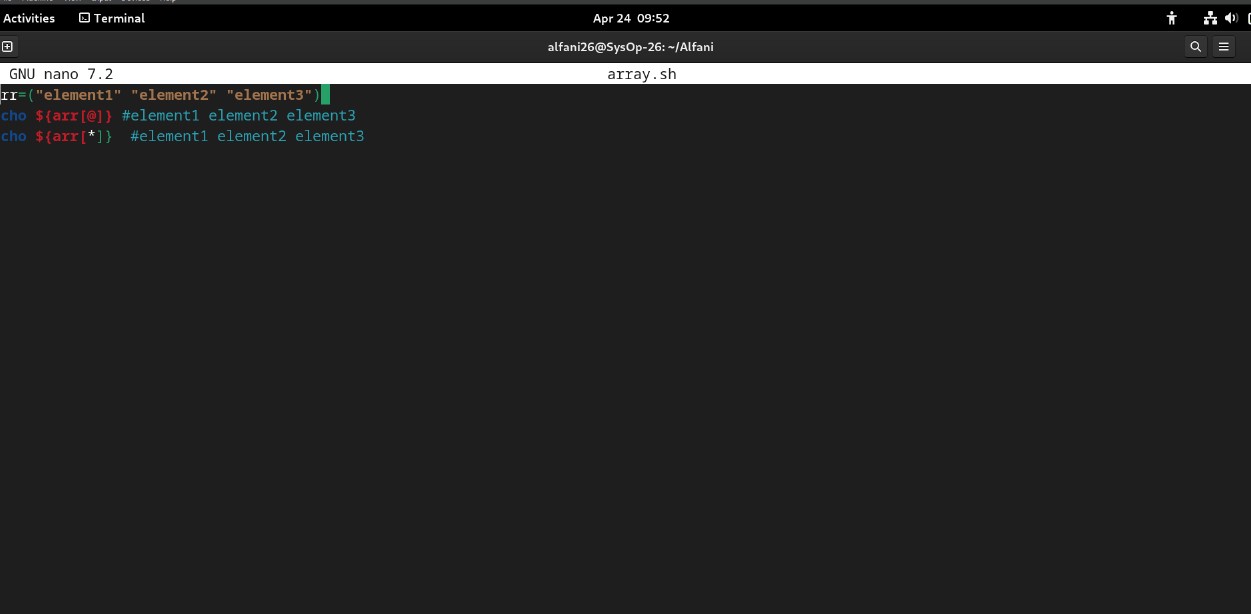 Activities
Terminal
Apr 24 09:52
alfani26@SysOp-26: ~/Alfani
GNU nano 7.2
array.sh
rr=("element1" "element2" "element3")
cho ${arr[@]} #element1 element2 element3
cho ${arr[*]}  #element1 element2 element3